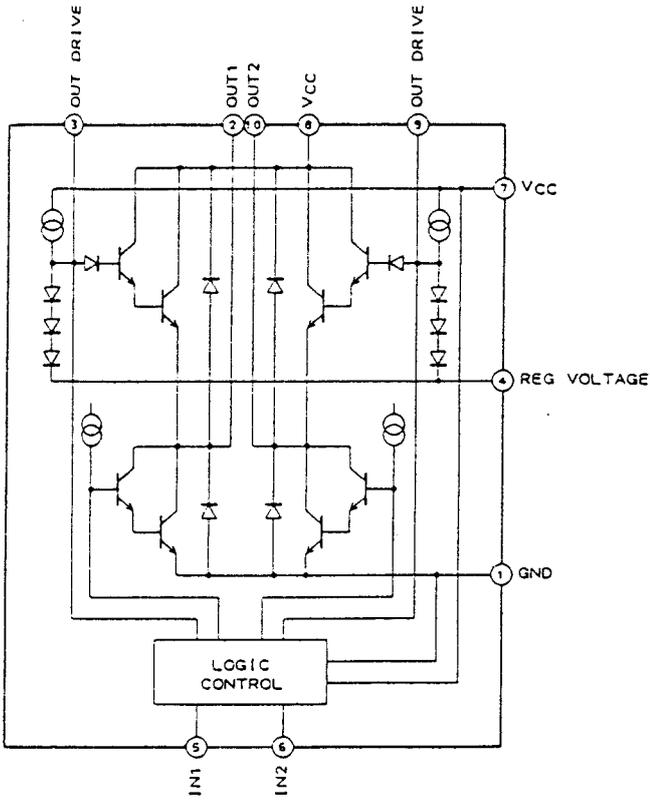 OUT DRIVE
OUT1
OUT2
VCC
OUT DRIVE
3
2
10
8
9
7
VCC
4
REG VOLTAGE
1
GND
LOGIC
CONTROL
5
6
IN1
IN2